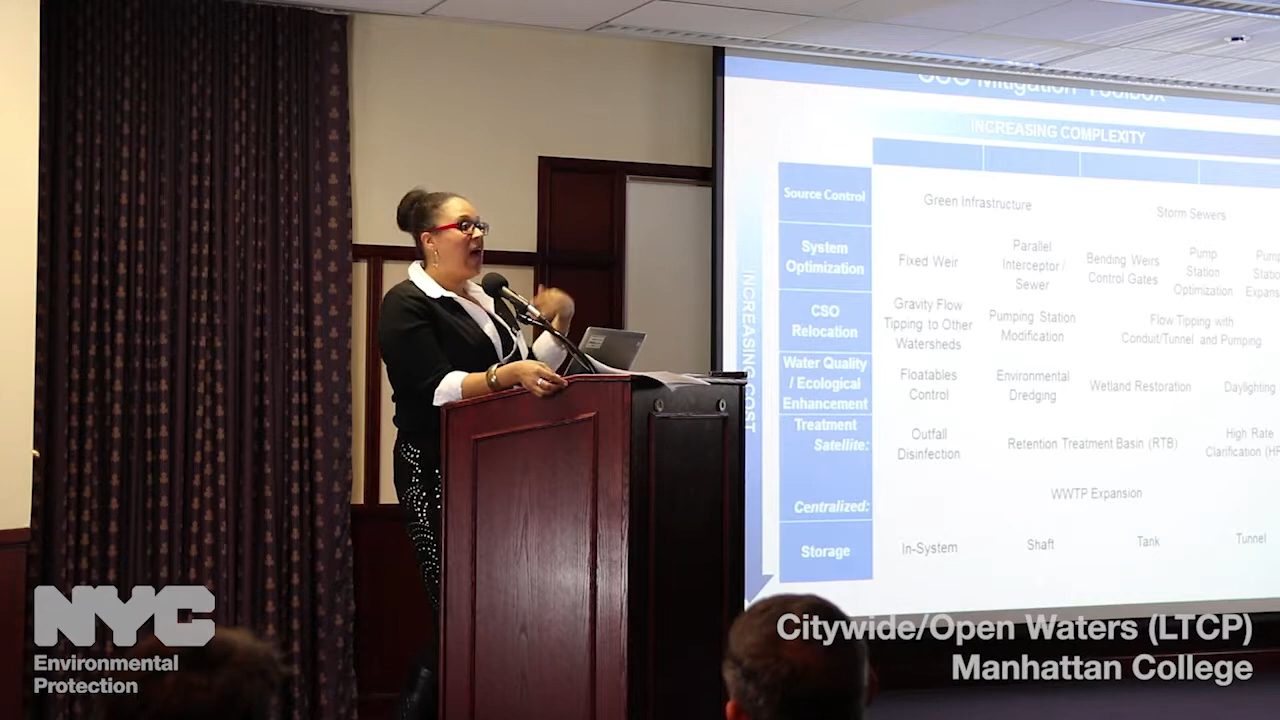 CSO Mitigation Toolbox
INCREASING COMPLEXITY
INCREASING COST
Source Control
Green Infrastructure
Storm Sewers
System
Optimization
Fixed Weir
Parallel
Interceptor /
Sewer
Bending Weirs
Control Gates
Pump
Station
Optimization
CSO
Relocation
Gravity Flow
Tipping to Other
Watersheds
Pumping Station
Modification
Flow Tipping with
Conduit/Tunnel and Pumping
Water Quality
/ Ecological
Enhancement
Floatables
Control
Environmental
Dredging
Wetland Restoration
Daylighting
Treatment
Satellite:
Centralized:
Outfall
Disinfection
Retention Treatment Basin (RTB)
High Rate
Clarification
WWTP Expansion
Storage
In-System
Shaft
Tank
Tunnel
NYC
Environmental
Protection
Citywide/Open Waters (LTCP)
Manhattan College